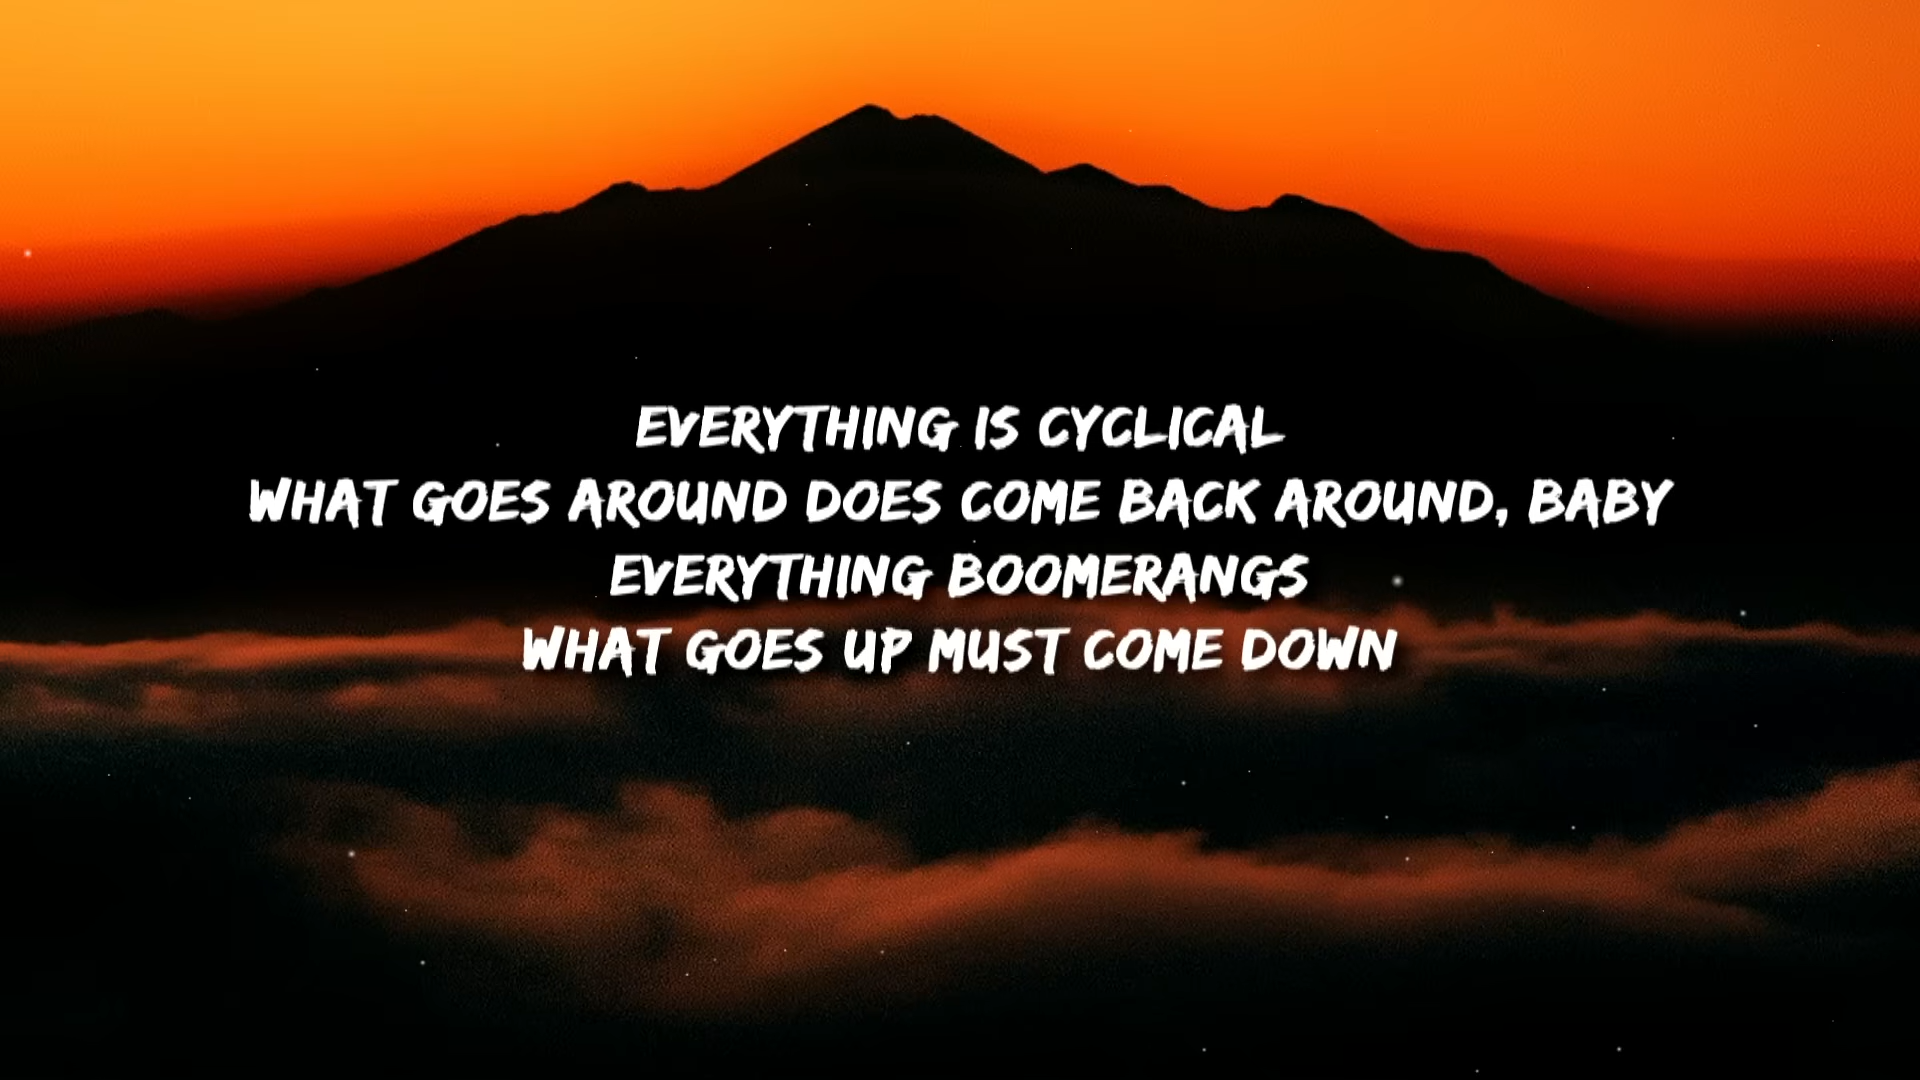 EVERYTHING IS CYCLICAL
WHAT GOES AROUND DOES COME BACK AROUND, BABY
EVERYTHING BOOMERANGS
WHAT GOES UP MUST COME DOWN